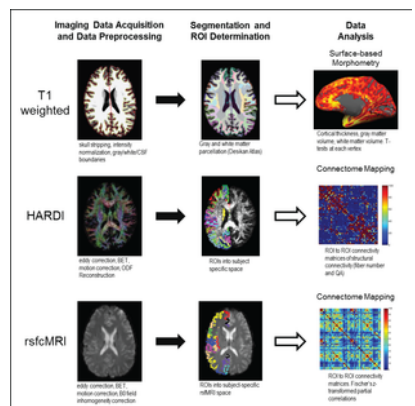 Imaging Data Acquisition
and Data Preprocessing
Segmentation and
ROI Determination
Data
Analysis
Surface-based
Morphometry
T1
weighted
skull stripping, intensity
normalization, gray/white/CSF
boundaries
Gray and white matter
parcellation (Desikan Atlas)
Cortical thickness, gray matter
volume, white matter volume: T-
tests at each vertex
Connectome Mapping
HARDI
eddy correction, BET,
motion correction, ODF
Reconstruction
ROIs into subject
specific space
ROI to ROI connectivity
matrices of structural
connectivity (fiber number
and QA)
Connectome Mapping
rsfcMRI
eddy correction, BET,
motion correction, B0 field
inhomogeneity correction
ROIs into subject-specific
rsfMRI space
ROI to ROI connectivity
matrices. Fischer's z
transformed partial
correlations